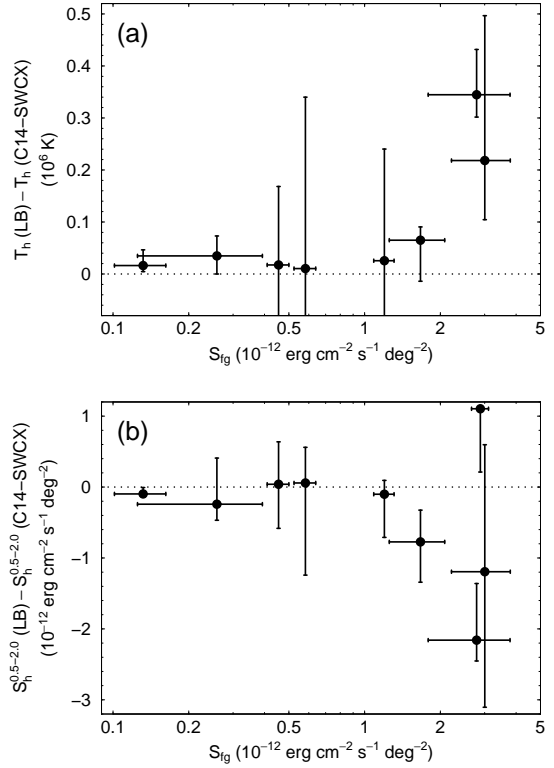 (a)
0.5
0.4
0.3
0.2
0.1
0
T_h (LB) − T_h (C14−SWCX)
(10^6 K)
0.1 0.2 0.5 1 2 5
S_fg (10^−12 erg cm^−2 s^−1 deg^−2)
(b)
1
0
−1
−2
−3
S_h^0.5−2.0 (LB) − S_h^0.5−2.0 (C14−SWCX)
(10^−12 erg cm^−2 s^−1 deg^−2)
0.1 0.2 0.5 1 2 5
S_fg (10^−12 erg cm^−2 s^−1 deg^−2)